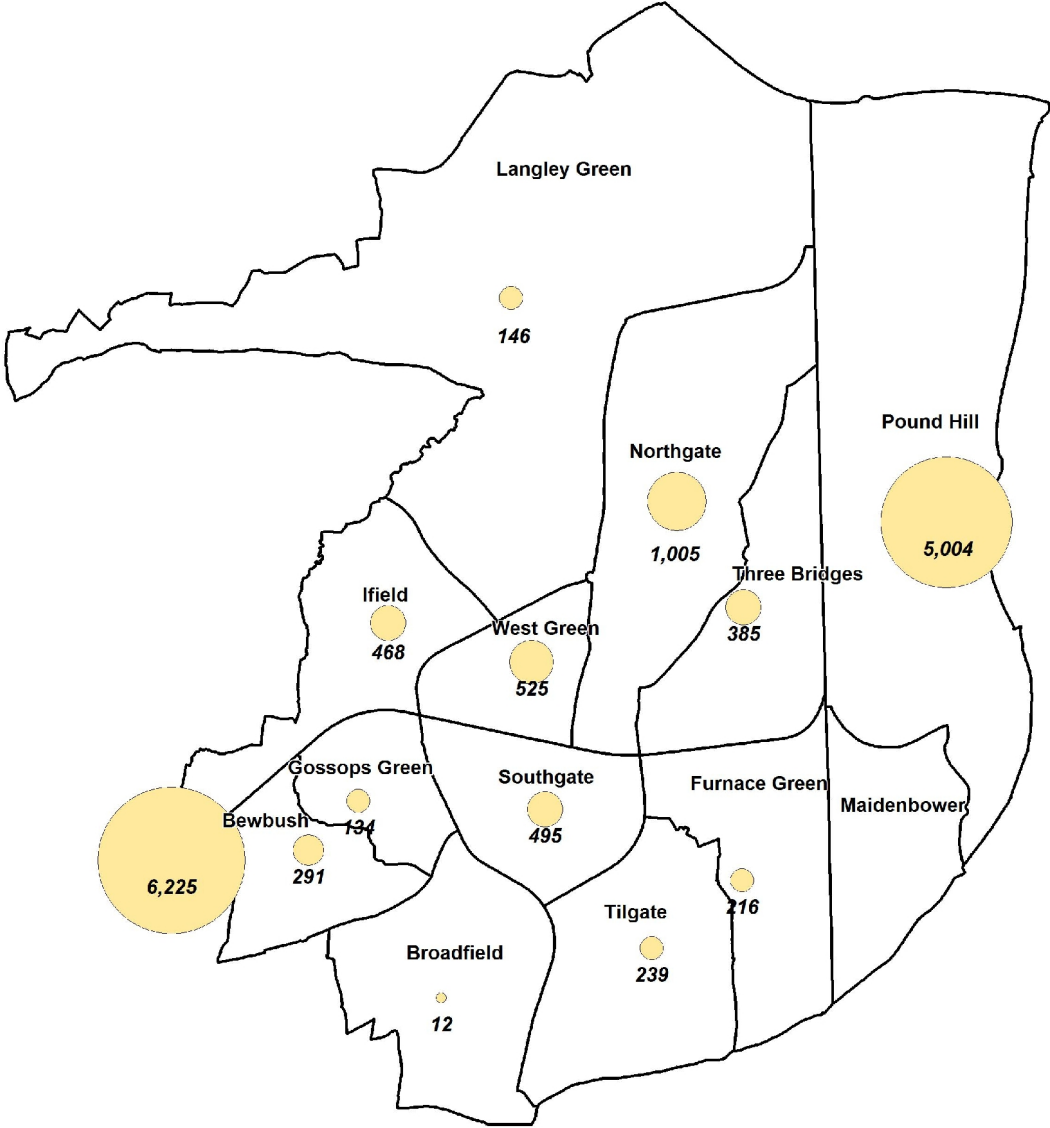 Langley Green
146
Pound Hill
5,004
Northgate
1,005
Three Bridges
385
Ifield
468
West Green
525
Gossops Green
134
Southgate
495
Furnace Green
216
Maidenbower
Bewbush
291
6,225
Tilgate
239
Broadfield
12